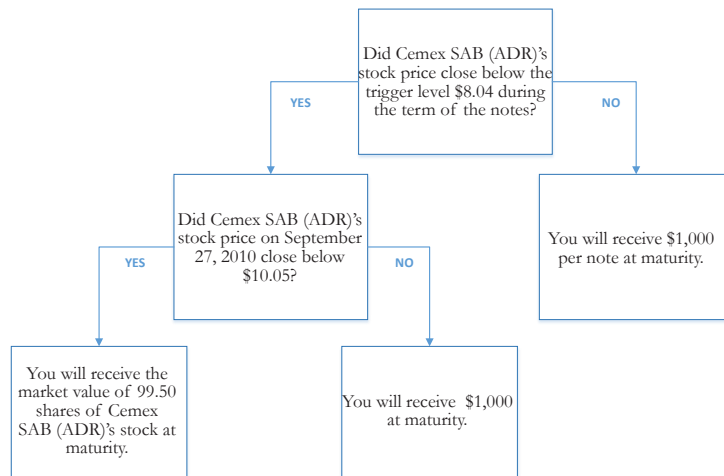 Did Cemex SAB (ADR)'s
stock price close below the
trigger level $8.04 during
the term of the notes?
YES
NO
Did Cemex SAB (ADR)'s
stock price on September
27, 2010 close below
$10.05?
You will receive $1,000
per note at maturity.
YES
NO
You will receive the
market value of 99.50
shares of Cemex
SAB (ADR)'s stock at
maturity.
You will receive $1,000
at maturity.